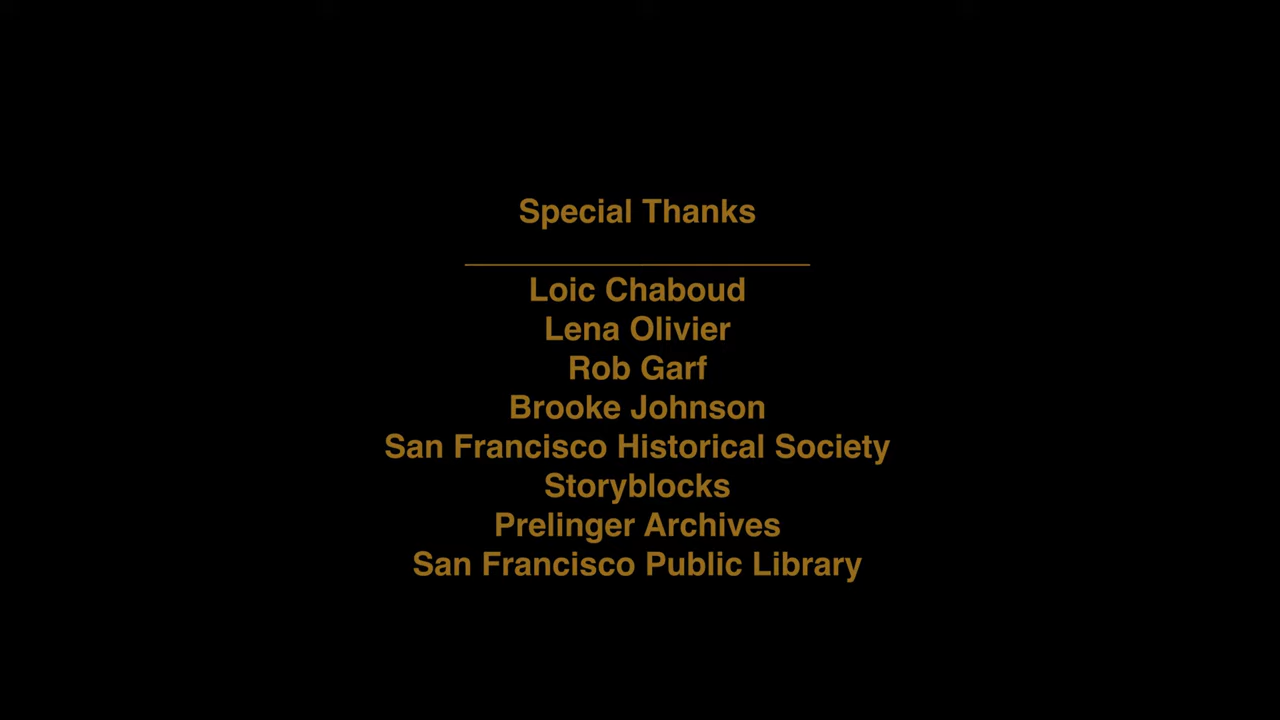 Special Thanks
Loic Chaboud
Lena Olivier
Rob Garf
Brooke Johnson
San Francisco Historical Society
Storyblocks
Prelinger Archives
San Francisco Public Library